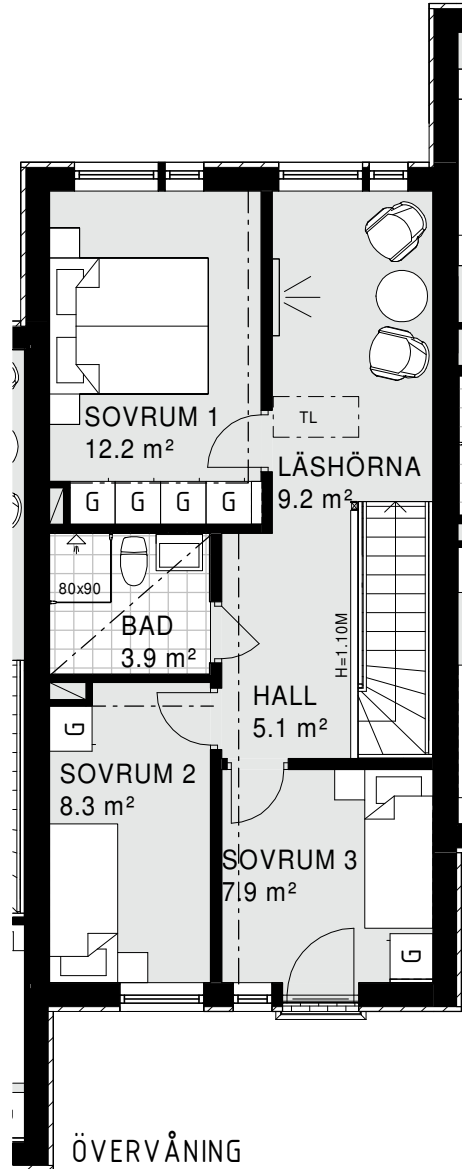 SOVRUM 1
12.2 m²
TL
LÄSHÖRNA
9.2 m²
G G G G
80x90
BAD
3.9 m²
H=1.10M
HALL
5.1 m²
G
SOVRUM 2
8.3 m²
SOVRUM 3
7.9 m²
G
ÖVERVÅNING